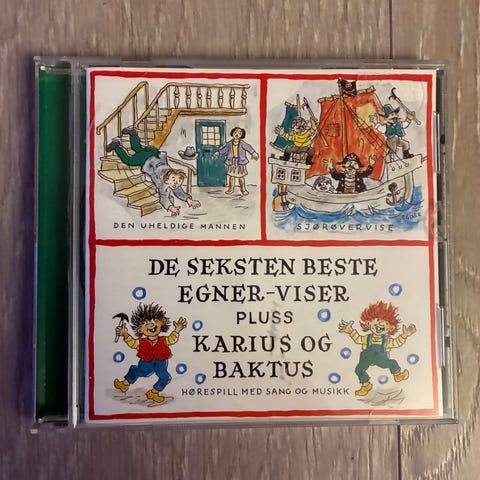 DEN UHELDIGE MANNEN
EGNER
SJØRØVERVISE
DE SEKSTEN BESTE
EGNER-VISER
PLUSS
KARIUS OG
BAKTUS
HØRESPILL MED SANG OG MUSIKK